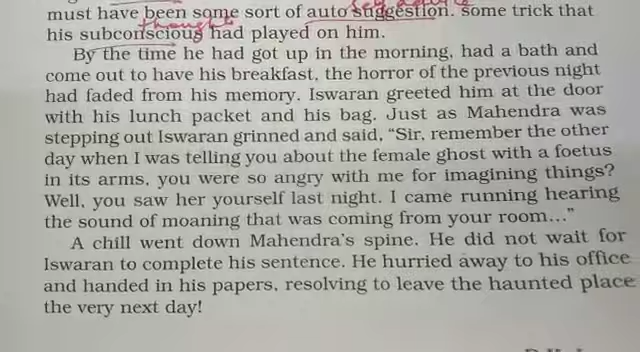 must have been some sort of auto suggestion. some trick that
his subconscious had played on him.
By the time he had got up in the morning, had a bath and
come out to have his breakfast, the horror of the previous night
had faded from his memory. Iswaran greeted him at the door
with his lunch packet and his bag. Just as Mahendra was
stepping out Iswaran grinned and said, “Sir, remember the other
day when I was telling you about the female ghost with a foetus
in its arms, you were so angry with me for imagining things?
Well, you saw her yourself last night. I came running hearing
the sound of moaning that was coming from your room...”
A chill went down Mahendra's spine. He did not wait for
Iswaran to complete his sentence. He hurried away to his office
and handed in his papers, resolving to leave the haunted place
the very next day!